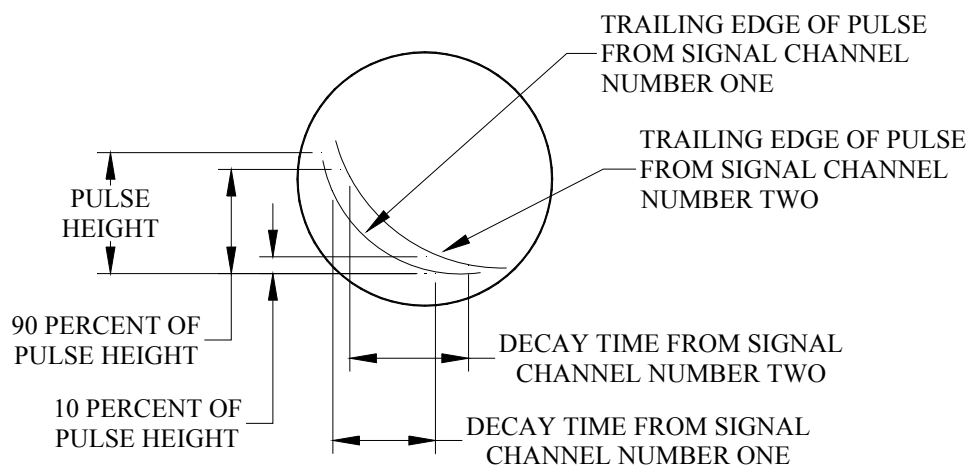 TRAILING EDGE OF PULSE
FROM SIGNAL CHANNEL
NUMBER ONE
TRAILING EDGE OF PULSE
FROM SIGNAL CHANNEL
NUMBER TWO
PULSE
HEIGHT
90 PERCENT OF
PULSE HEIGHT
DECAY TIME FROM SIGNAL
CHANNEL NUMBER TWO
10 PERCENT OF
PULSE HEIGHT
DECAY TIME FROM SIGNAL
CHANNEL NUMBER ONE